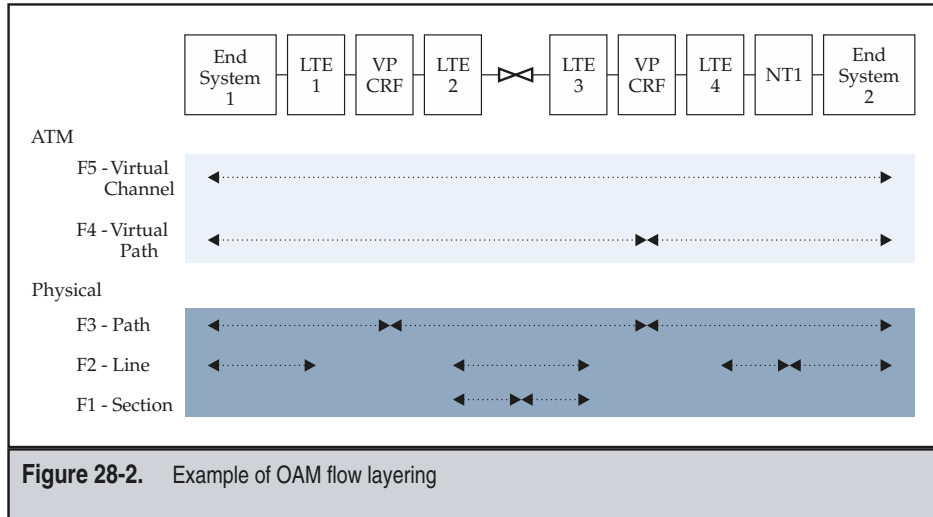 End System 1
LTE 1
VP CRF
LTE 2
LTE 3
VP CRF
LTE 4
NT1
End System 2
ATM
F5 - Virtual Channel
F4 - Virtual Path
Physical
F3 - Path
F2 - Line
F1 - Section
Figure 28-2. Example of OAM flow layering